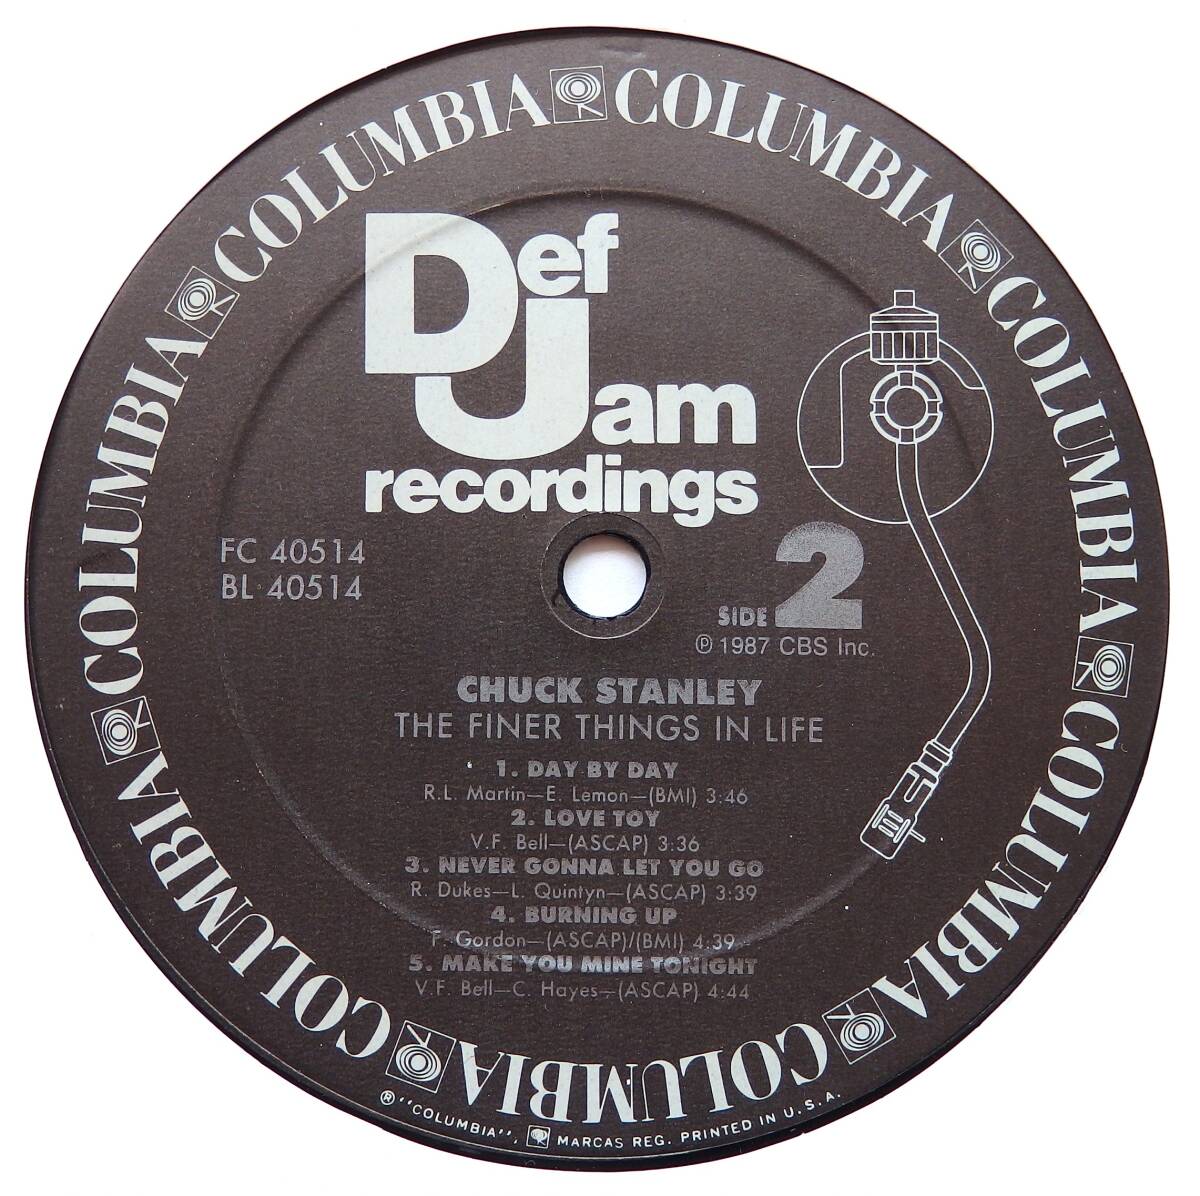 COLUMBIA COLUMBIA COLUMBIA COLUMBIA COLUMBIA COLUMBIA COLUMBIA COLUMBIA
Def
Jam
recordings
FC 40514
BL 40514
SIDE 2
℗ 1987 CBS Inc.
CHUCK STANLEY
THE FINER THINGS IN LIFE
1. DAY BY DAY
R.L. Martin—E. Lemon—(BMI) 3:46
2. LOVE TOY
V.F. Bell—(ASCAP) 3:36
3. NEVER GONNA LET YOU GO
R. Dukes—L. Quintyn—(ASCAP) 3:39
4. BURNING UP
F. Gordon—(ASCAP)/(BMI) 4:39
5. MAKE YOU MINE TONIGHT
V.F. Bell—C. Hayes—(ASCAP) 4:44
® "COLUMBIA", MARCAS REG. PRINTED IN U.S.A.